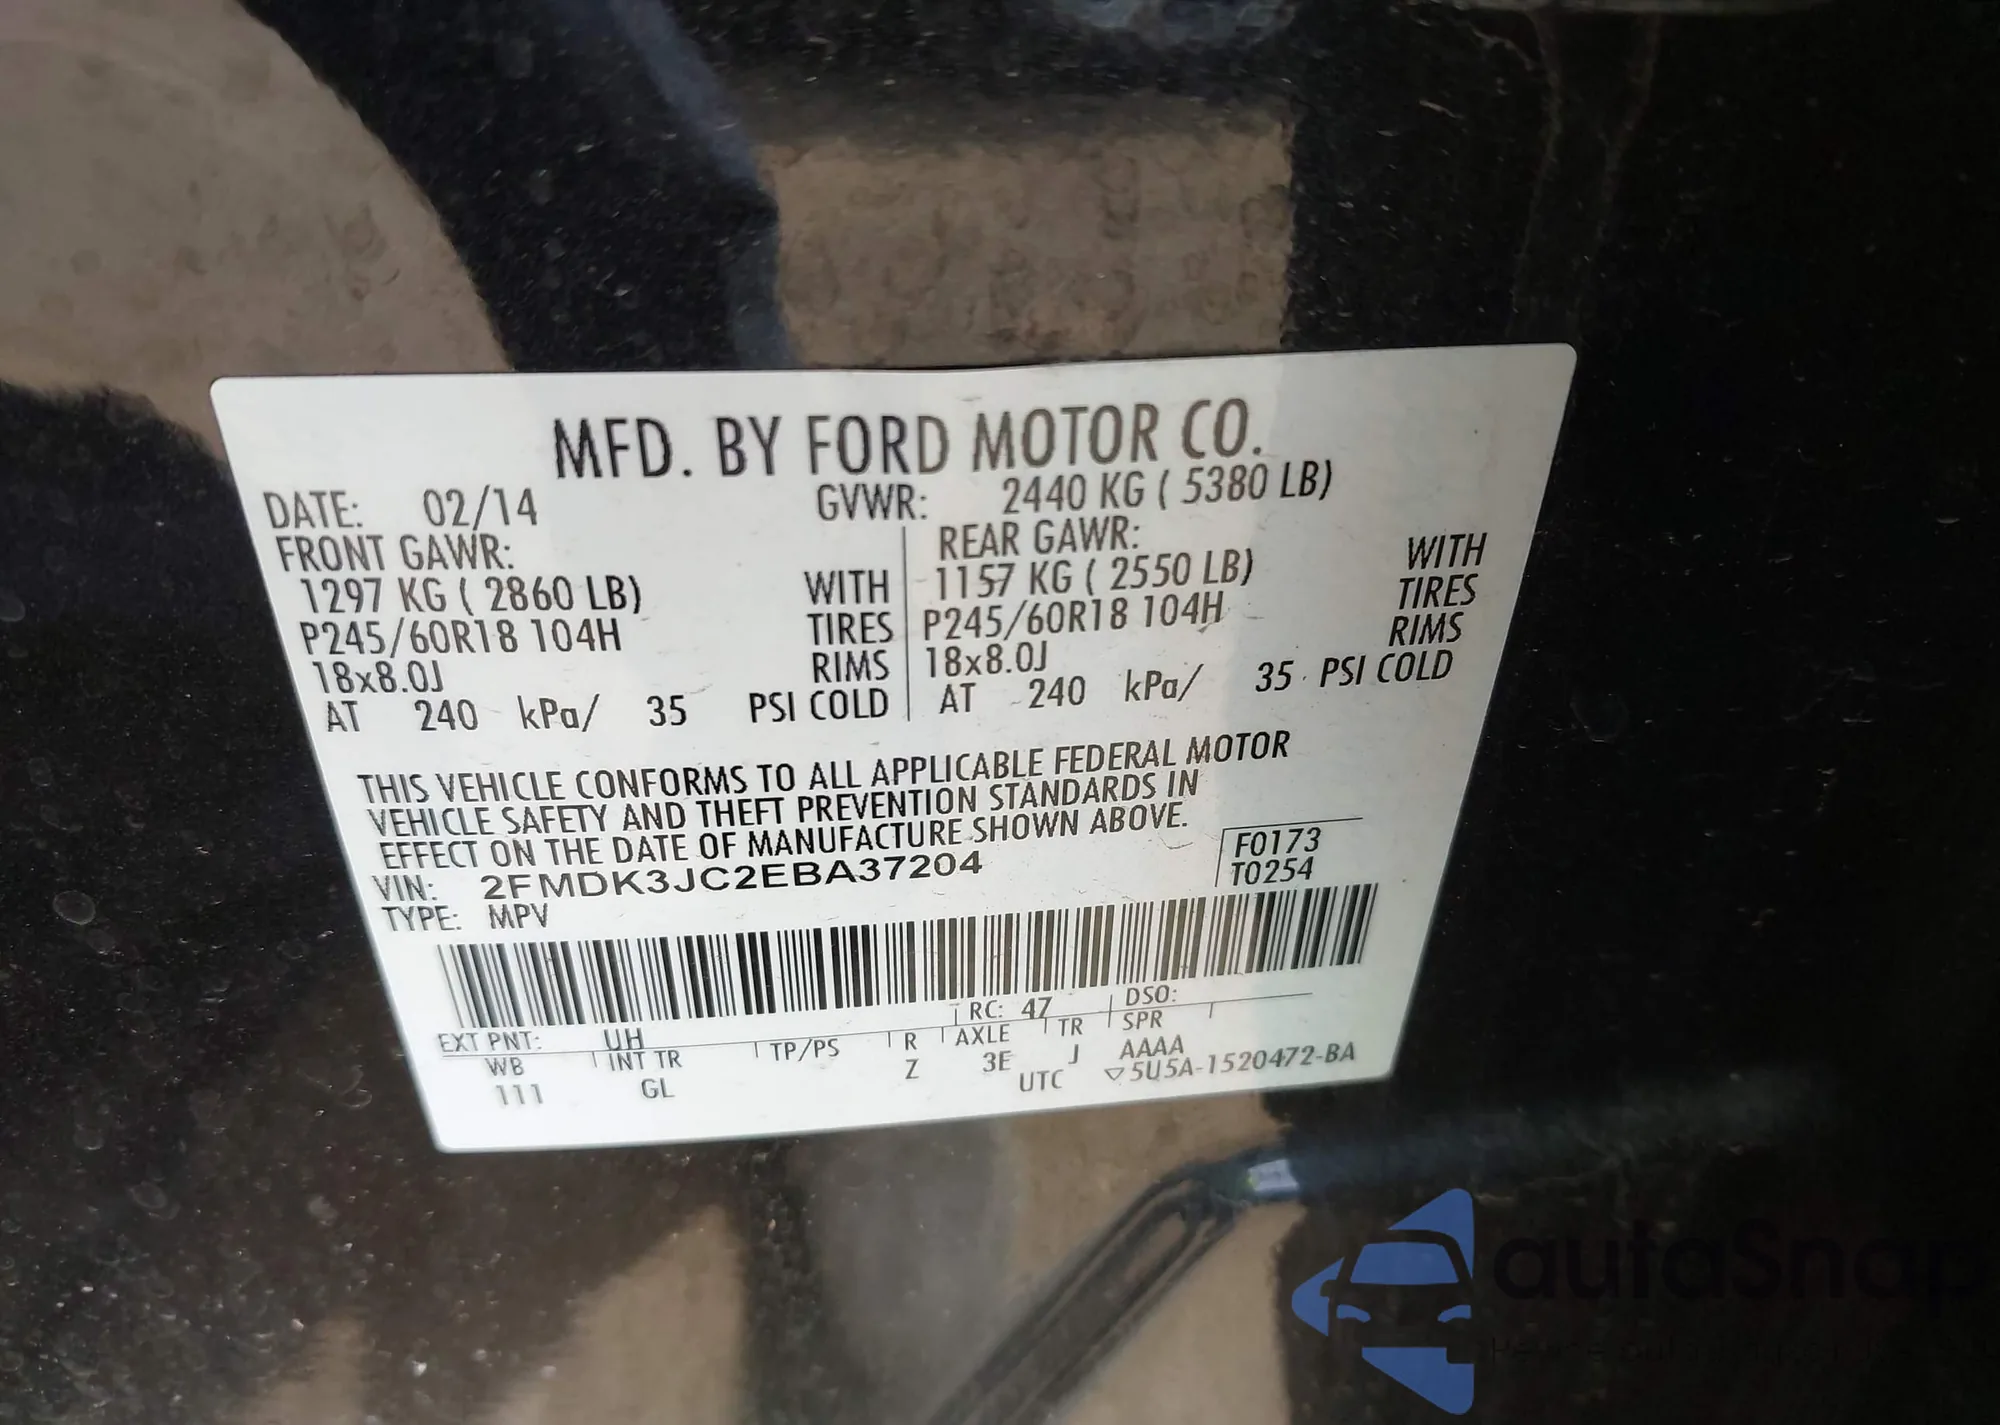 MFD. BY FORD MOTOR CO.
DATE: 02/14 GVWR: 2440 KG ( 5380 LB)
FRONT GAWR: REAR GAWR:
1297 KG ( 2860 LB) WITH 1157 KG ( 2550 LB) WITH
P245/60R18 104H TIRES P245/60R18 104H TIRES
18x8.0J RIMS 18x8.0J RIMS
AT 240 kPa/ 35 PSI COLD AT 240 kPa/ 35 PSI COLD
THIS VEHICLE CONFORMS TO ALL APPLICABLE FEDERAL MOTOR
VEHICLE SAFETY AND THEFT PREVENTION STANDARDS IN
EFFECT ON THE DATE OF MANUFACTURE SHOWN ABOVE.
VIN: 2FMDK3JC2EBA37204 F0173
TYPE: MPV T0254
EXT PNT: UH RC: 47 DSO:
WB INT TR TP/PS R AXLE TR SPR
111 GL Z 3E J AAAA
UTC ▽5U5A-1520472-BA
autaSnap